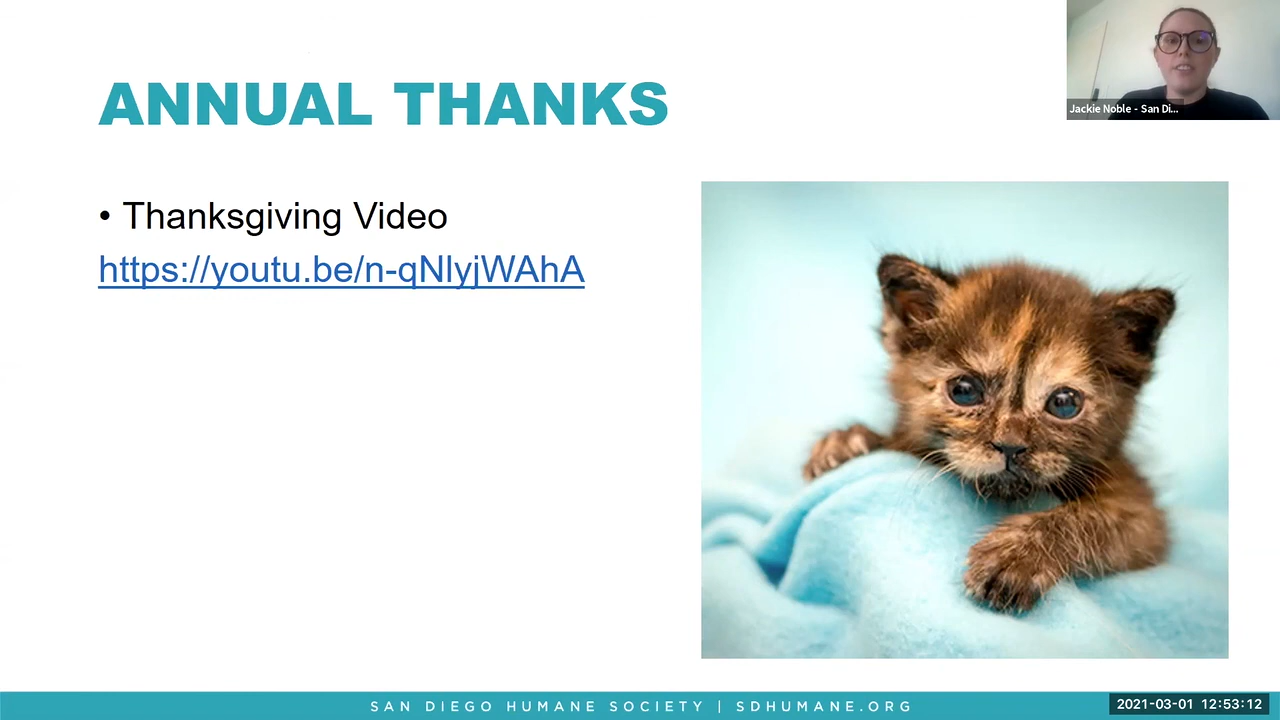 ANNUAL THANKS
Jackie Noble - San Di...
• Thanksgiving Video
https://youtu.be/n-qNlyjWAhA
SAN DIEGO HUMANE SOCIETY | SDHUMANE.ORG
2021-03-01 12:53:12